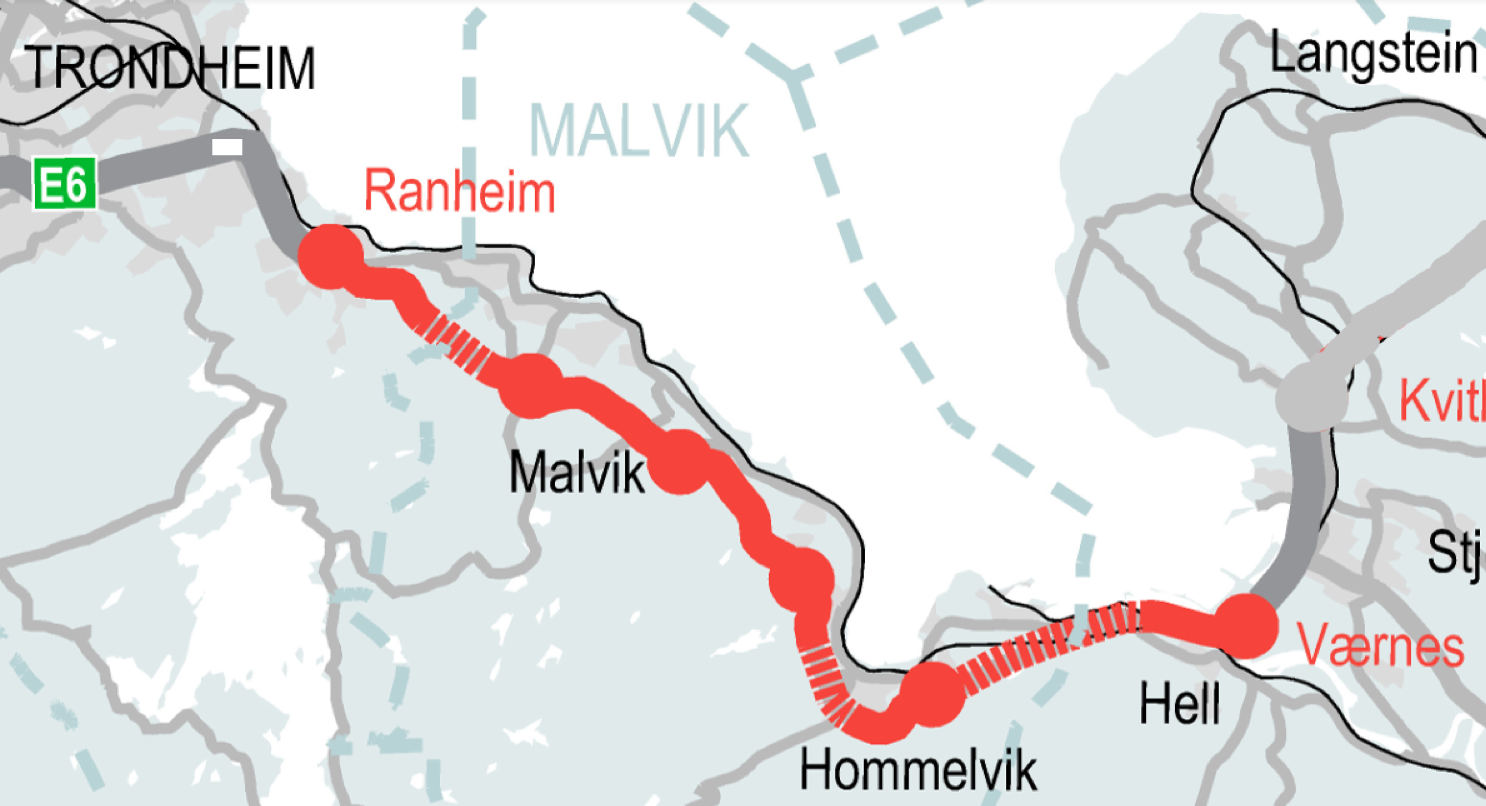 TRONDHEIM
Langstein
MALVIK
E6
Ranheim
Malvik
Hommelvik
Hell
Værnes